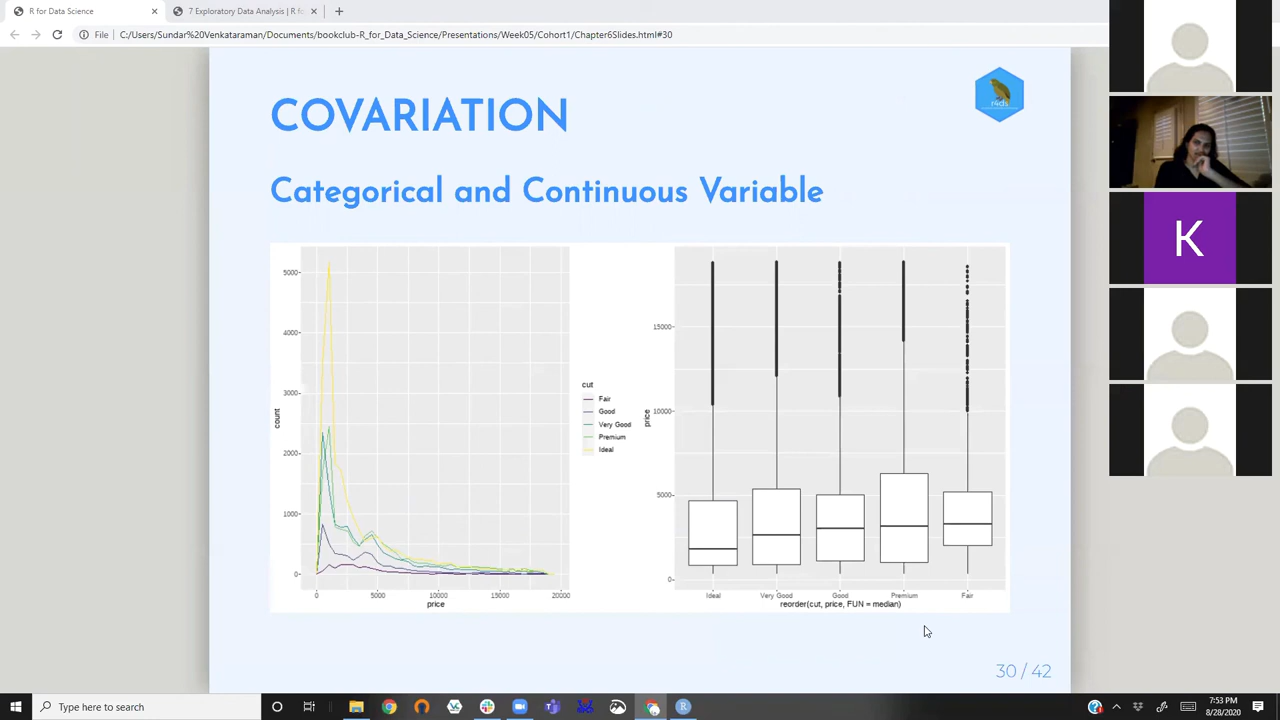 R for Data Science
7 Exploratory Data Analysis | R fo
File
C:/Users/Sundar%20Venkataraman/Documents/bookclub-R_for_Data_Science/Presentations/Week05/Cohort1/Chapter6Slides.html#30
COVARIATION
r4ds
Categorical and Continuous Variable
5000
4000
3000
2000
1000
0
count
0
5000
10000
15000
20000
price
cut
Fair
Good
Very Good
Premium
Ideal
15000
10000
5000
0
price
Ideal
Very Good
Good
Premium
Fair
reorder(cut, price, FUN = median)
30 / 42
K
Type here to search
7:53 PM
8/28/2020